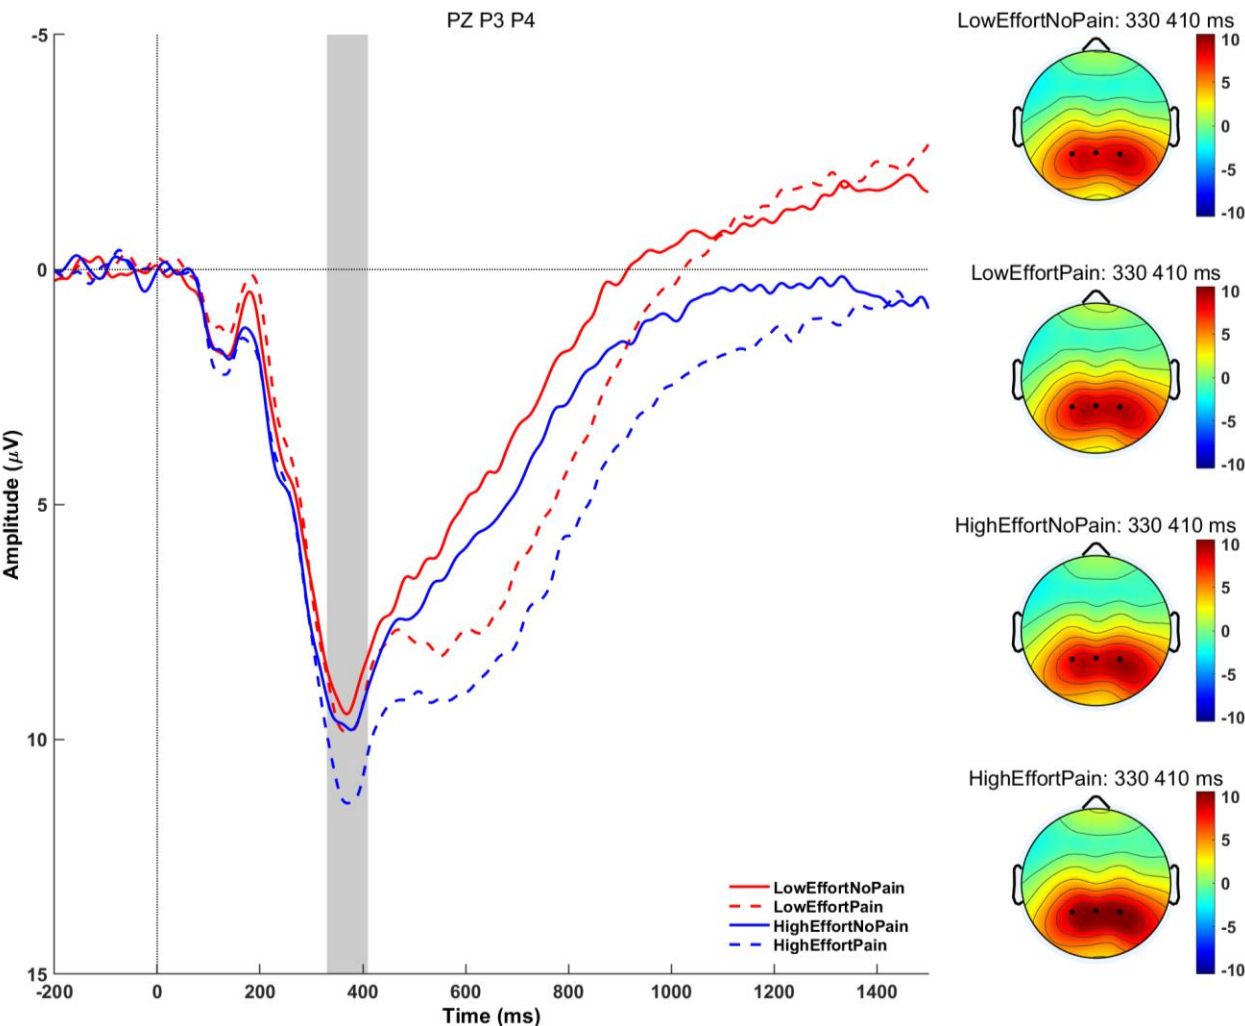 PZ P3 P4
-5
0
5
10
15
Amplitude (μV)
-200 0 200 400 600 800 1000 1200 1400
Time (ms)
LowEffortNoPain
LowEffortPain
HighEffortNoPain
HighEffortPain
LowEffortNoPain: 330 410 ms
10
5
0
-5
-10
LowEffortPain: 330 410 ms
10
5
0
-5
-10
HighEffortNoPain: 330 410 ms
10
5
0
-5
-10
HighEffortPain: 330 410 ms
10
5
0
-5
-10